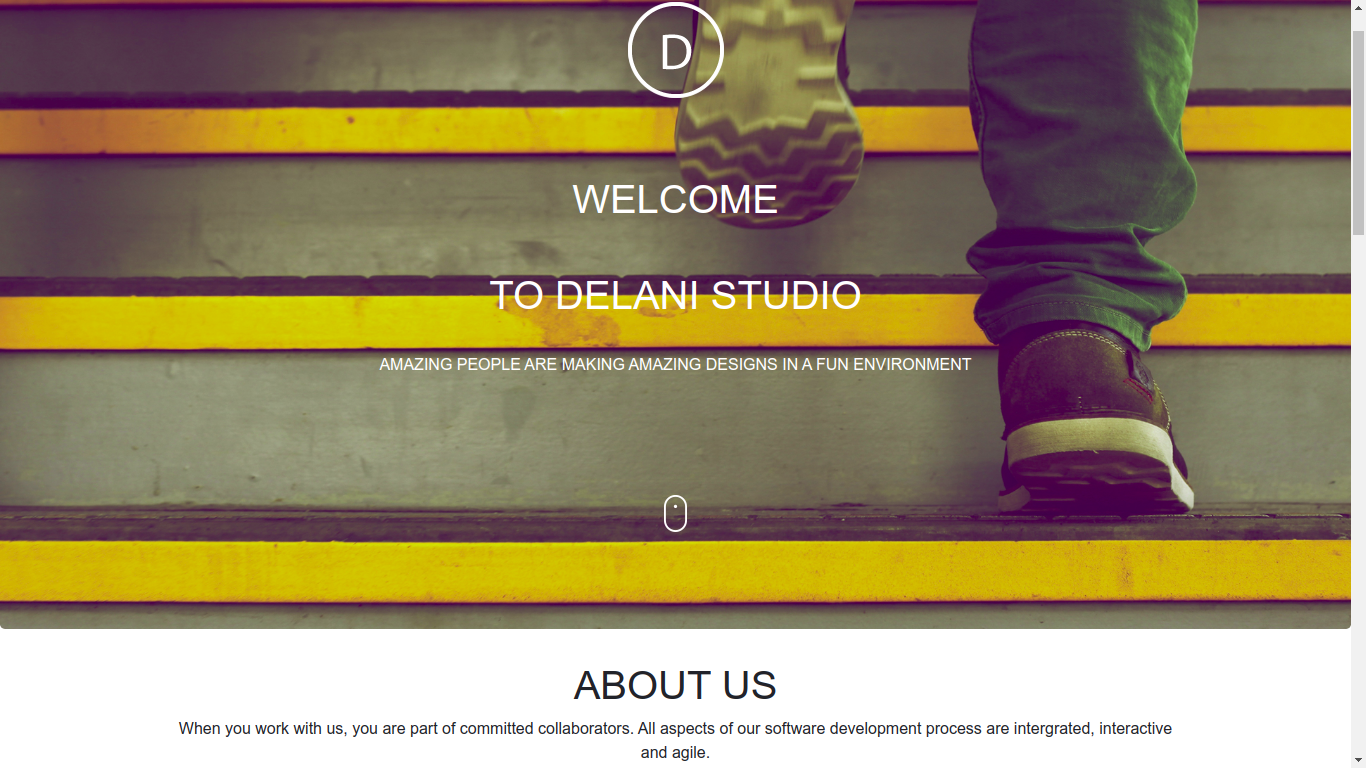 D
WELCOME
TO DELANI STUDIO
AMAZING PEOPLE ARE MAKING AMAZING DESIGNS IN A FUN ENVIRONMENT
ABOUT US
When you work with us, you are part of committed collaborators. All aspects of our software development process are intergrated, interactive
and agile.